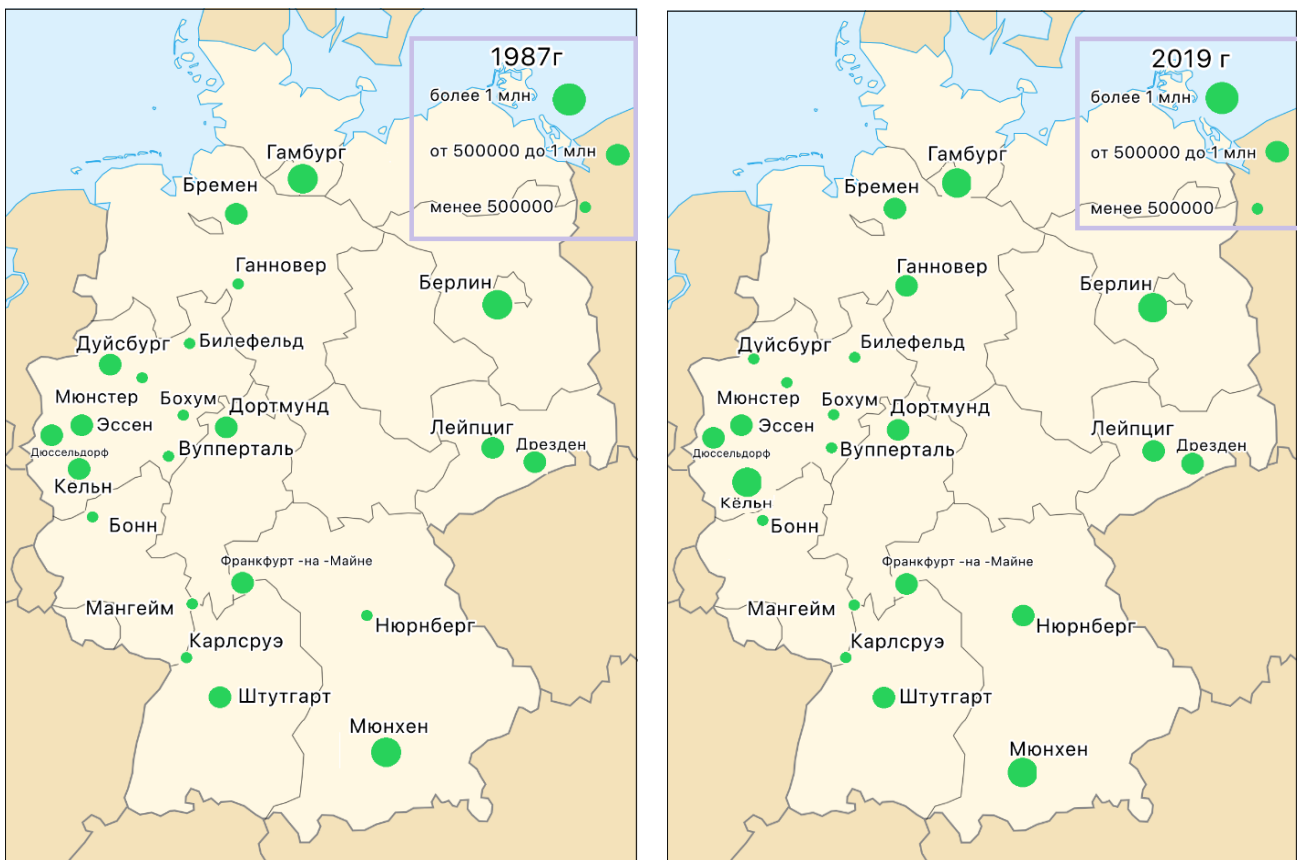 1987г
более 1 млн
от 500000 до 1 млн
менее 500000
Гамбург
Бремен
Ганновер
Берлин
Дуйсбург
Билефельд
Мюнстер
Бохум
Дортмунд
Эссен
Лейпциг
Дрезден
Дюссельдорф
Вупперталь
Кельн
Бонн
Франкфурт -на -Майне
Мангейм
Нюрнберг
Карлсруэ
Штутгарт
Мюнхен
2019 г
более 1 млн
от 500000 до 1 млн
менее 500000
Гамбург
Бремен
Ганновер
Берлин
Дуйсбург
Билефельд
Мюнстер
Бохум
Дортмунд
Эссен
Лейпциг
Дрезден
Дюссельдорф
Вупперталь
Кёльн
Бонн
Франкфурт -на -Майне
Мангейм
Нюрнберг
Карлсруэ
Штутгарт
Мюнхен